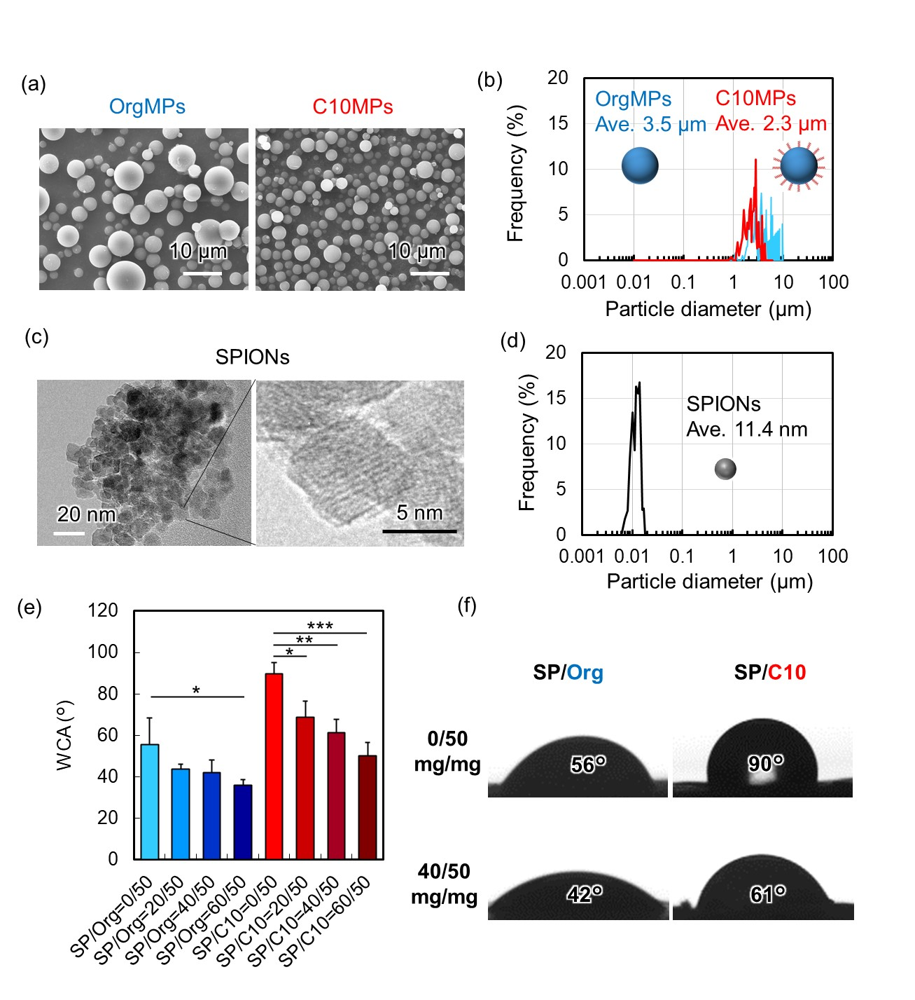 (a)
OrgMPs
C10MPs
10 µm
10 µm
(b)
Frequency (%)
20
15
10
5
0
OrgMPs
Ave. 3.5 µm
C10MPs
Ave. 2.3 µm
0.001 0.01 0.1 1 10 100
Particle diameter (µm)
(c)
SPIONs
20 nm
5 nm
(d)
Frequency (%)
20
15
10
5
0
SPIONs
Ave. 11.4 nm
0.001 0.01 0.1 1 10 100
Particle diameter (µm)
(e)
WCA (°)
120
100
80
60
40
20
0
*
***
**
*
SP/Org=0/50
SP/Org=20/50
SP/Org=40/50
SP/Org=60/50
SP/C10=0/50
SP/C10=20/50
SP/C10=40/50
SP/C10=60/50
(f)
SP/Org
SP/C10
0/50
mg/mg
56°
90°
40/50
mg/mg
42°
61°